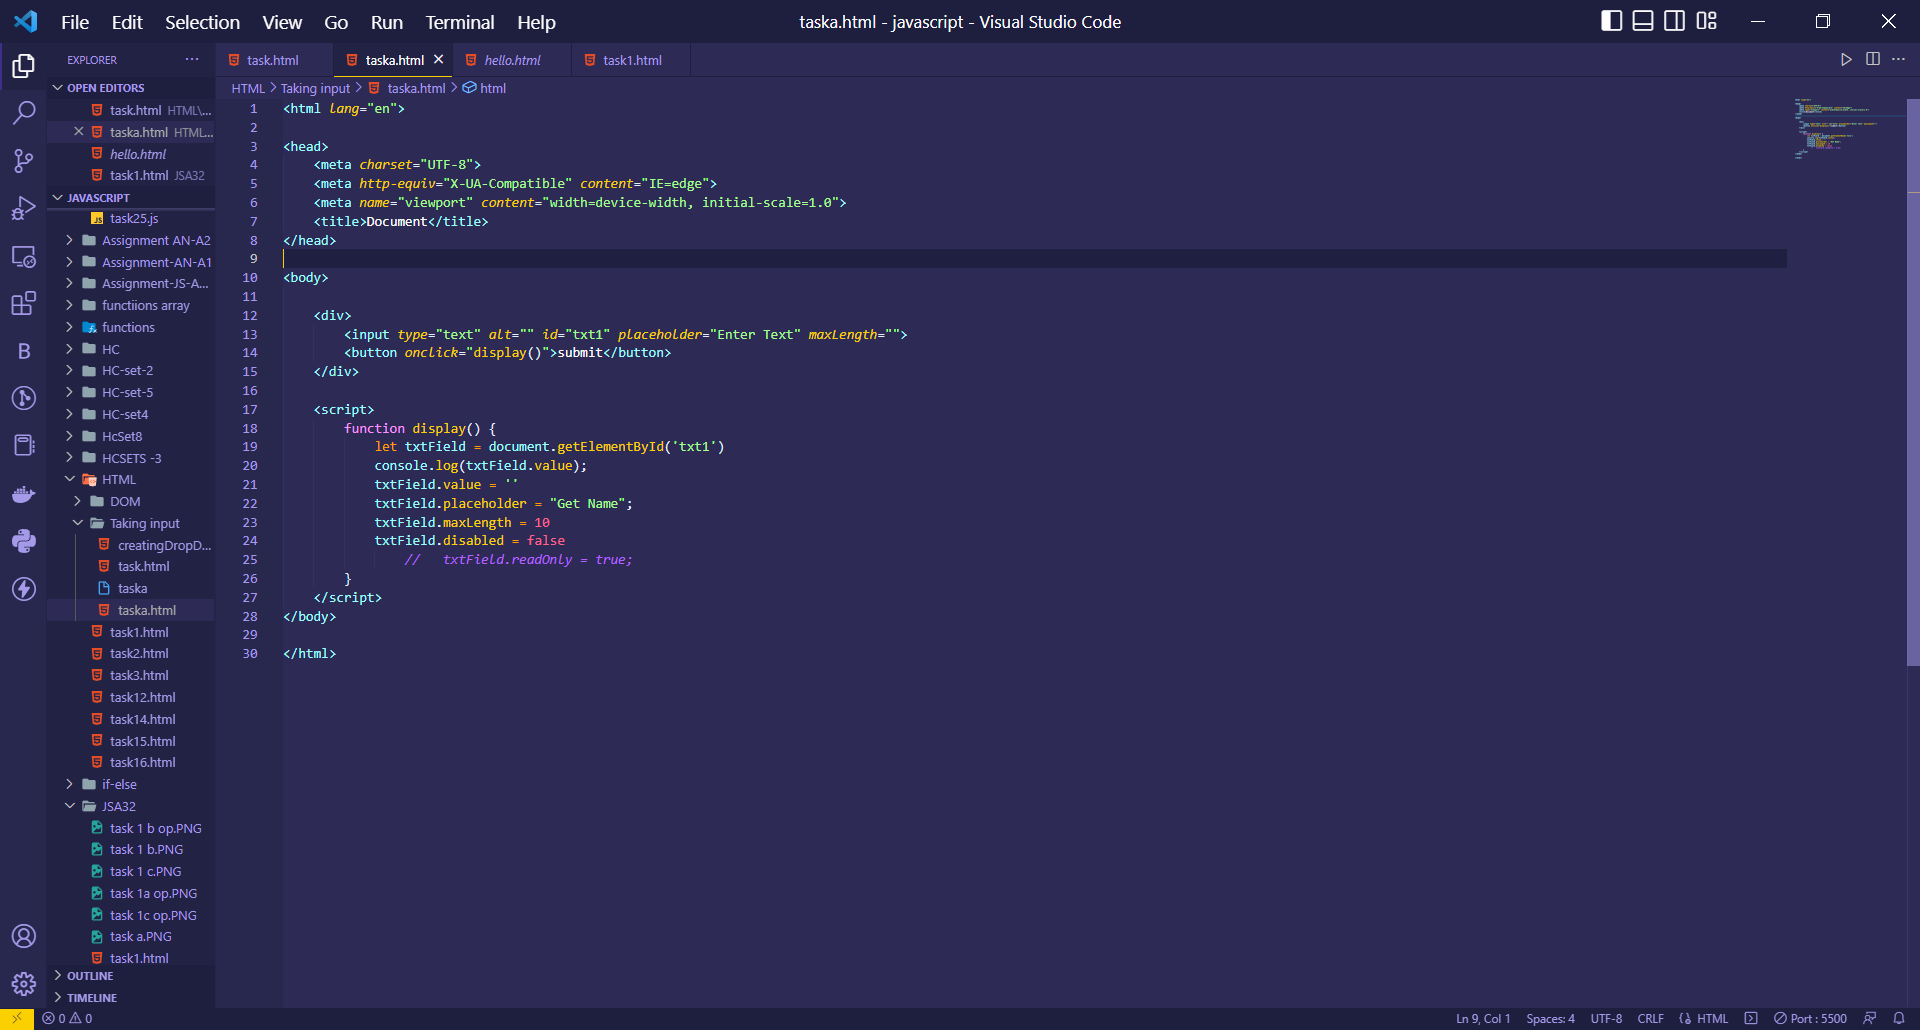 File Edit Selection View Go Run Terminal Help
taska.html - javascript - Visual Studio Code
EXPLORER
OPEN EDITORS
task.html HTML\...
taska.html HTML...
hello.html
task1.html JSA32
JAVASCRIPT
JS task25.js
Assignment AN-A2
Assignment-AN-A1
Assignment-JS-A...
functiions array
functions
HC
HC-set-2
HC-set-5
HC-set4
HcSet8
HCSETS -3
HTML
DOM
Taking input
creatingDropD...
task.html
taska
taska.html
task1.html
task2.html
task3.html
task12.html
task14.html
task15.html
task16.html
if-else
JSA32
task 1 b op.PNG
task 1 b.PNG
task 1 c.PNG
task 1a op.PNG
task 1c op.PNG
task a.PNG
task1.html
OUTLINE
TIMELINE
task.html taska.html hello.html task1.html
HTML > Taking input > taska.html > html
1 <html lang="en">
2
3 <head>
4 <meta charset="UTF-8">
5 <meta http-equiv="X-UA-Compatible" content="IE=edge">
6 <meta name="viewport" content="width=device-width, initial-scale=1.0">
7 <title>Document</title>
8 </head>
9
10 <body>
11
12 <div>
13 <input type="text" alt="" id="txt1" placeholder="Enter Text" maxLength="">
14 <button onclick="display()">submit</button>
15 </div>
16
17 <script>
18 function display() {
19 let txtField = document.getElementById('txt1')
20 console.log(txtField.value);
21 txtField.value = ''
22 txtField.placeholder = "Get Name";
23 txtField.maxLength = 10
24 txtField.disabled = false
25 // txtField.readOnly = true;
26 }
27 </script>
28 </body>
29
30 </html>
0 0
Ln 9, Col 1 Spaces: 4 UTF-8 CRLF HTML Port : 5500